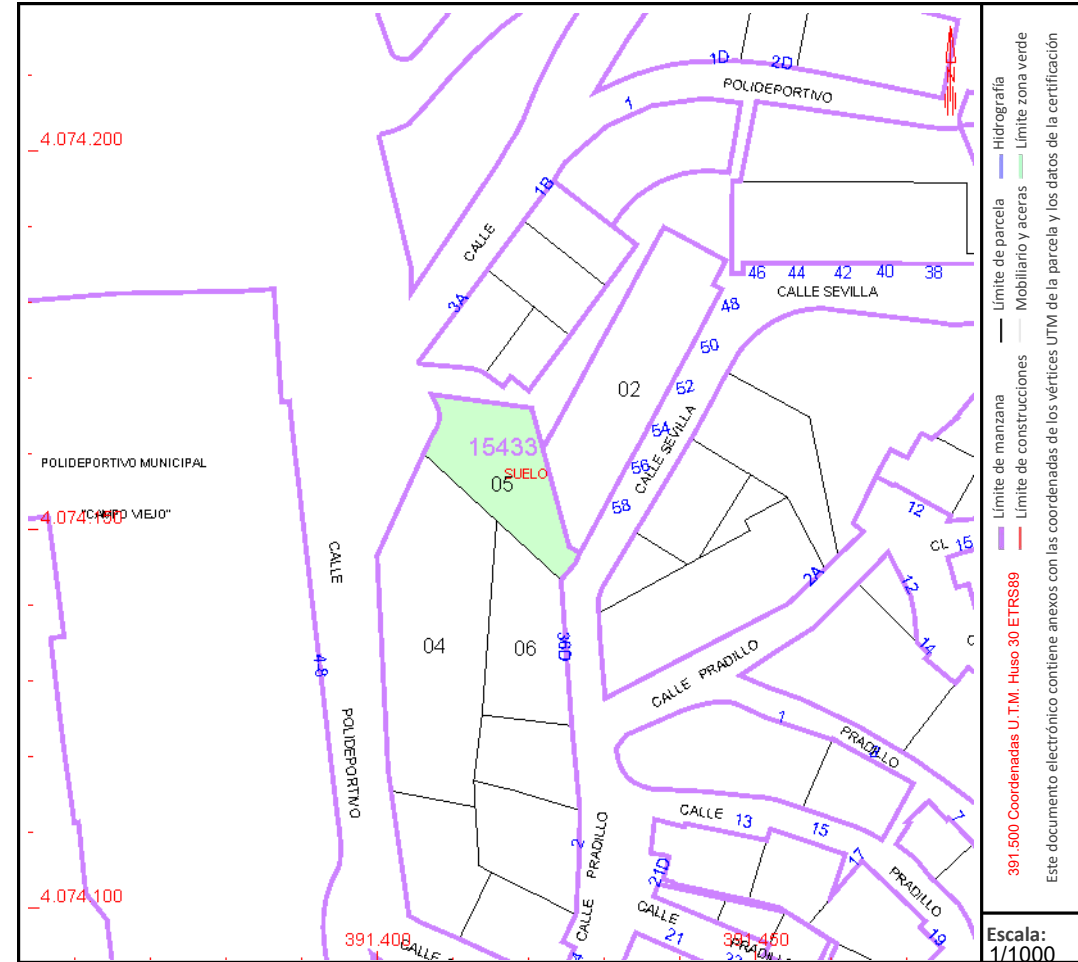 1D
2D
POLIDEPORTIVO
1
4.074.200
1B
CALLE
46
44
42
40
38
CALLE SEVILLA
3A
48
50
52
02
54
56
CALLE SEVILLA
58
15433
SUELO
05
POLIDEPORTIVO MUNICIPAL
"CAMPO VIEJO"
4.074.150
CALLE
12
CL
15
2A
12
14
04
06
36D
4-8
CALLE PRADILLO
POLIDEPORTIVO
1
PRADILLO
CALLE
13
15
7
17
2
CALLE PRADILLO
21D
PRADILLO
19
4.074.100
391.400
391.450
CALLE
21
PRADILLO
CALLE
4
Límite de manzana
Límite de parcela
Hidrografía
Límite de construcciones
Mobiliario y aceras
Límite zona verde
391.500 Coordenadas U.T.M. Huso 30 ETRS89
Este documento electrónico contiene anexos con las coordenadas de los vértices UTM de la parcela y los datos de la certificación
Escala:
1/1000